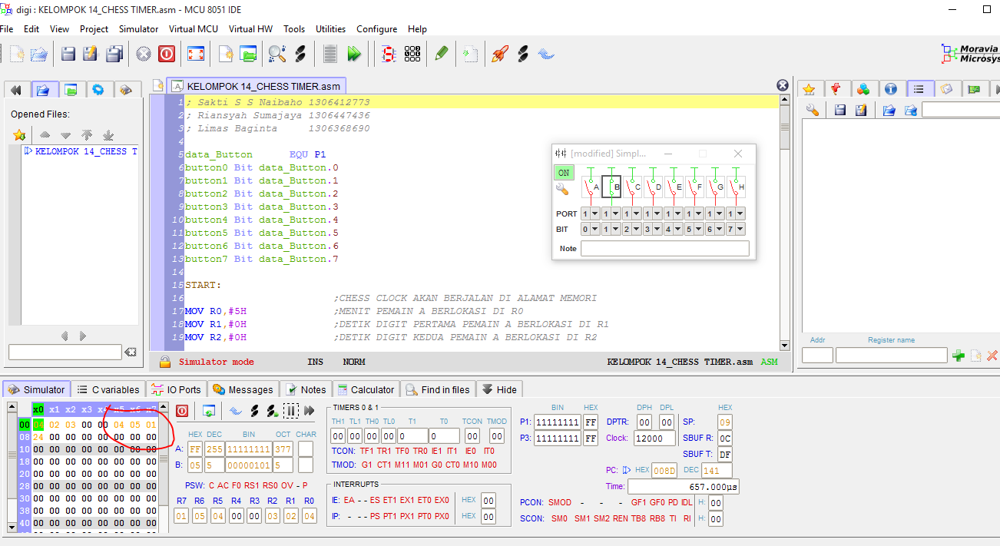 digi : KELOMPOK 14_CHESS TIMER.asm - MCU 8051 IDE
File Edit View Project Simulator Virtual MCU Virtual HW Tools Utilities Configure Help
Moravia
Microsys
KELOMPOK 14_CHESS TIMER.asm
Opened Files:
KELOMPOK 14_CHESS T
1 ; Sakti S S Naibaho 1306412773
2 ; Riansyah Sumajaya 1306447436
3 ; Limas Baginta 1306368690
4
5 data_Button EQU P1
6 button0 Bit data_Button.0
7 button1 Bit data_Button.1
8 button2 Bit data_Button.2
9 button3 Bit data_Button.3
10 button4 Bit data_Button.4
11 button5 Bit data_Button.5
12 button6 Bit data_Button.6
13 button7 Bit data_Button.7
14
15 START:
16 ;CHESS CLOCK AKAN BERJALAN DI ALAMAT MEMORI
17 MOV R0,#5H ;MENIT PEMAIN A BERLOKASI DI R0
18 MOV R1,#0H ;DETIK DIGIT PERTAMA PEMAIN A BERLOKASI DI R1
19 MOV R2,#0H ;DETIK DIGIT KEDUA PEMAIN A BERLOKASI DI R2
[modified] Simpl...
ON
A B C D E F G H
PORT 1 1 1 1 1 1 1 1
BIT 0 1 2 3 4 5 6 7
Note
Addr Register name
Simulator mode INS NORM KELOMPOK 14_CHESS TIMER.asm ASM
Simulator C variables IO Ports Messages Notes Calculator Find in files Hide
x0 x1 x2 x3 x4 x5 x6 x7
00 04 02 03 00 00 04 05 01
08 24 00 00 00 00 00 00 00
10 00 00 00 00 00 00 00 00
18 00 00 00 00 00 00 00 00
20 00 00 00 00 00 00 00 00
28 00 00 00 00 00 00 00 00
30 00 00 00 00 00 00 00 00
38 00 00 00 00 00 00 00 00
40 00 00 00 00 00 00 00 00
HEX DEC BIN OCT CHAR
A: FF 255 11111111 377
B: 05 5 00000101 5
PSW: C AC F0 RS1 RS0 OV - P
R7 R6 R5 R4 R3 R2 R1 R0
01 05 04 00 00 03 02 04
TIMERS 0 & 1
TH1 TL1 TH0 TL0 T1 T0 TCON TMOD
00 00 00 00 0 0 00 00
TCON: TF1 TR1 TF0 TR0 IE1 IT1 IE0 IT0
TMOD: G1 CT1 M11 M01 G0 CT0 M10 M00
INTERRUPTS
IE: EA - - ES ET1 EX1 ET0 EX0 HEX 00
IP: - - - PS PT1 PX1 PT0 PX0 HEX 00
BIN HEX
P1: 11111111 FF
P3: 11111111 FF
DPH DPL
DPTR: 00 00
Clock: 12000
HEX
SP: 09
SBUF R: 0C
SBUF T: DF
PC: HEX 008D DEC 141
Time: 657.000µs
PCON: SMOD - - - GF1 GF0 PD IDL H: 00
SCON: SM0 SM1 SM2 REN TB8 RB8 TI RI H: 00